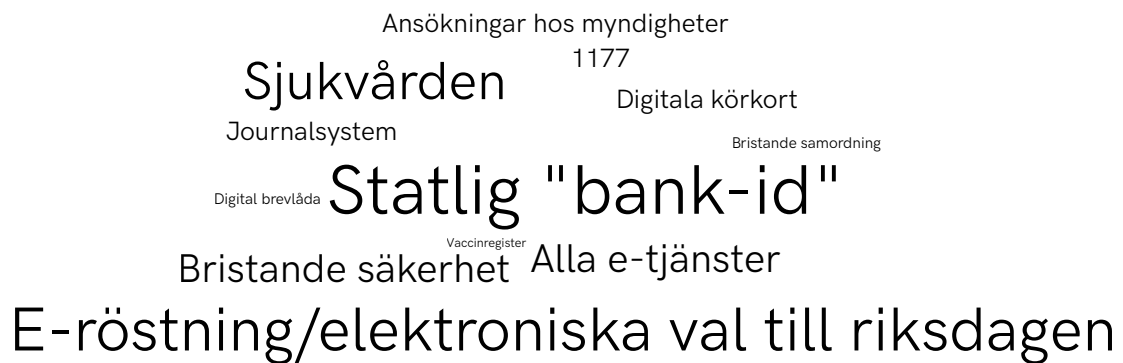 Ansökningar hos myndigheter
1177
Sjukvården
Digitala körkort
Journalsystem
Bristande samordning
Statlig "bank-id"
Digital brevlåda
Vaccinregister
Alla e-tjänster
Bristande säkerhet
E-röstning/elektroniska val till riksdagen